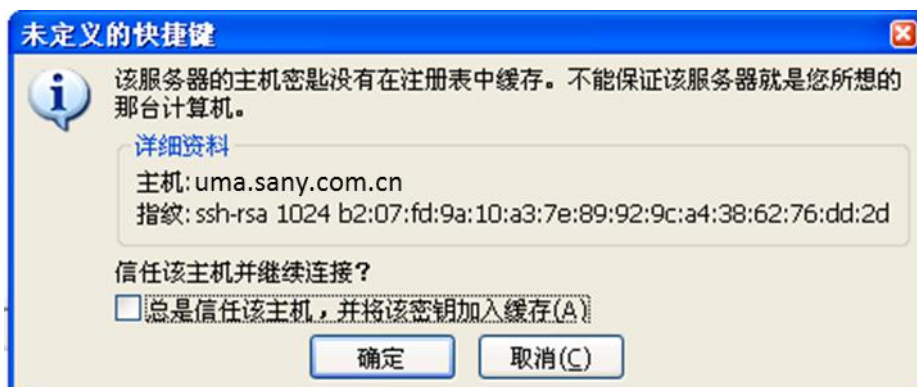 未定义的快捷键
该服务器的主机密匙没有在注册表中缓存。不能保证该服务器就是您所想的
那台计算机。
详细资料
主机: uma.sany.com.cn
指纹: ssh-rsa 1024 b2:07:fd:9a:10:a3:7e:89:92:9c:a4:38:62:76:dd:2d
信任该主机并继续连接？
总是信任该主机，并将该密钥加入缓存(A)
确定
取消(C)